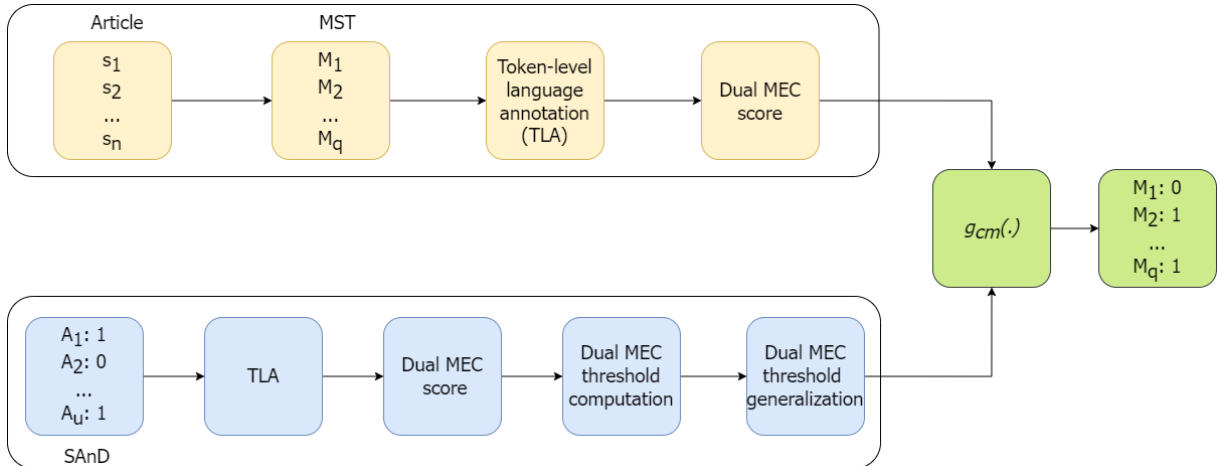 Article
MST
s1
s2
...
sn
M1
M2
...
Mq
Token-level
language
annotation
(TLA)
Dual MEC
score
gcm(.)
M1: 0
M2: 1
...
Mq: 1
A1: 1
A2: 0
...
Au: 1
SAnD
TLA
Dual MEC
score
Dual MEC
threshold
computation
Dual MEC
threshold
generalization